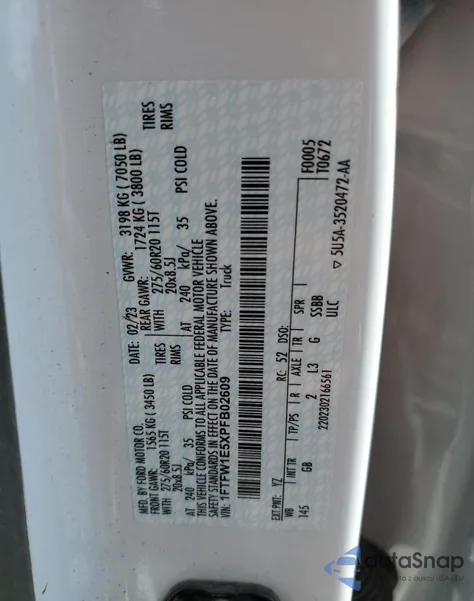 MFD. BY FORD MOTOR CO.
DATE: 02/23 GVWR: 3198 KG ( 7050 LB)
FRONT GAWR: 1565 KG ( 3450 LB) REAR GAWR: 1724 KG ( 3800 LB)
275/60R20 115T TIRES WITH 275/60R20 115T TIRES
20x8.5J RIMS 20x8.5J RIMS
AT 240 kPa/ 35 PSI COLD AT 240 kPa/ 35 PSI COLD
THIS VEHICLE CONFORMS TO ALL APPLICABLE FEDERAL MOTOR VEHICLE
SAFETY STANDARDS IN EFFECT ON THE DATE OF MANUFACTURE SHOWN ABOVE.
VIN: 1FTFW1E5XPFB02609 TYPE: Truck
F0005
T0672
EXT PNT: YZ RC: 52 DSO:
WB INT TR TP/PS R AXLE TR SPR
145 GB 2 L3 G SSBB
ULC
2202302166561 ▽ 5U5A-3520472-AA
autoSnap